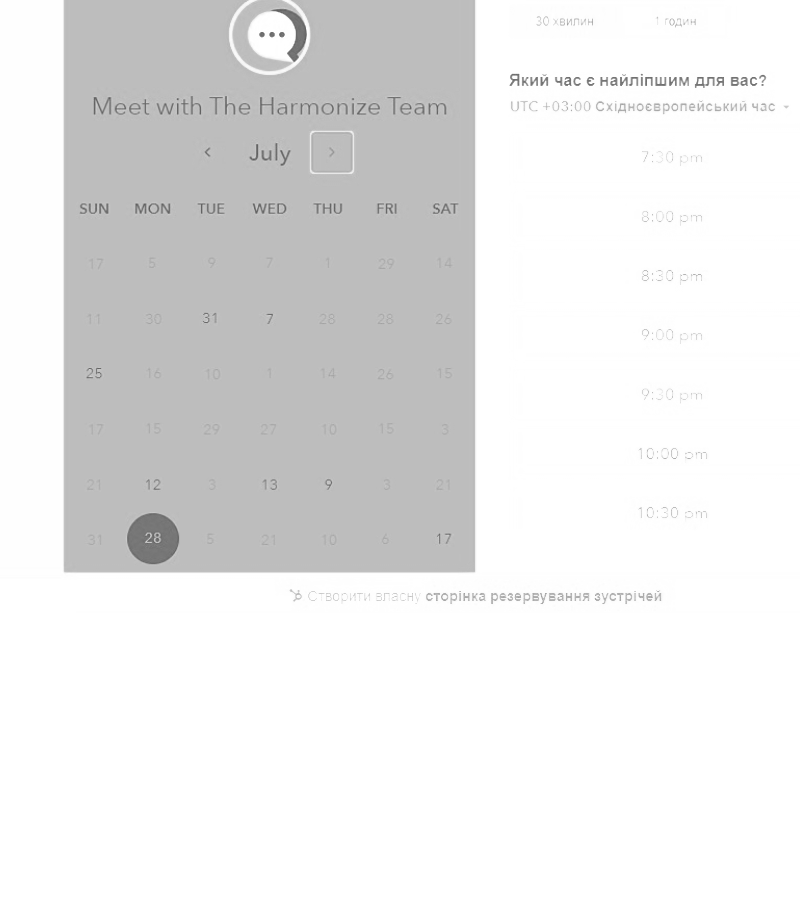 30 хвилин 1 годин
Meet with The Harmonize Team
July
SUN MON TUE WED THU FRI SAT
17 5 9 7 1 29 14
11 30 31 7 28 28 26
25 16 10 1 14 26 15
17 15 29 27 10 15 3
21 12 3 13 9 3 21
31 28 5 21 10 6 17
Який час є найліпшим для вас?
UTC +03:00 Східноєвропейський час
7:30 pm
8:00 pm
8:30 pm
9:00 pm
9:30 pm
10:00 pm
10:30 pm
Створити власну сторінка резервування зустрічей